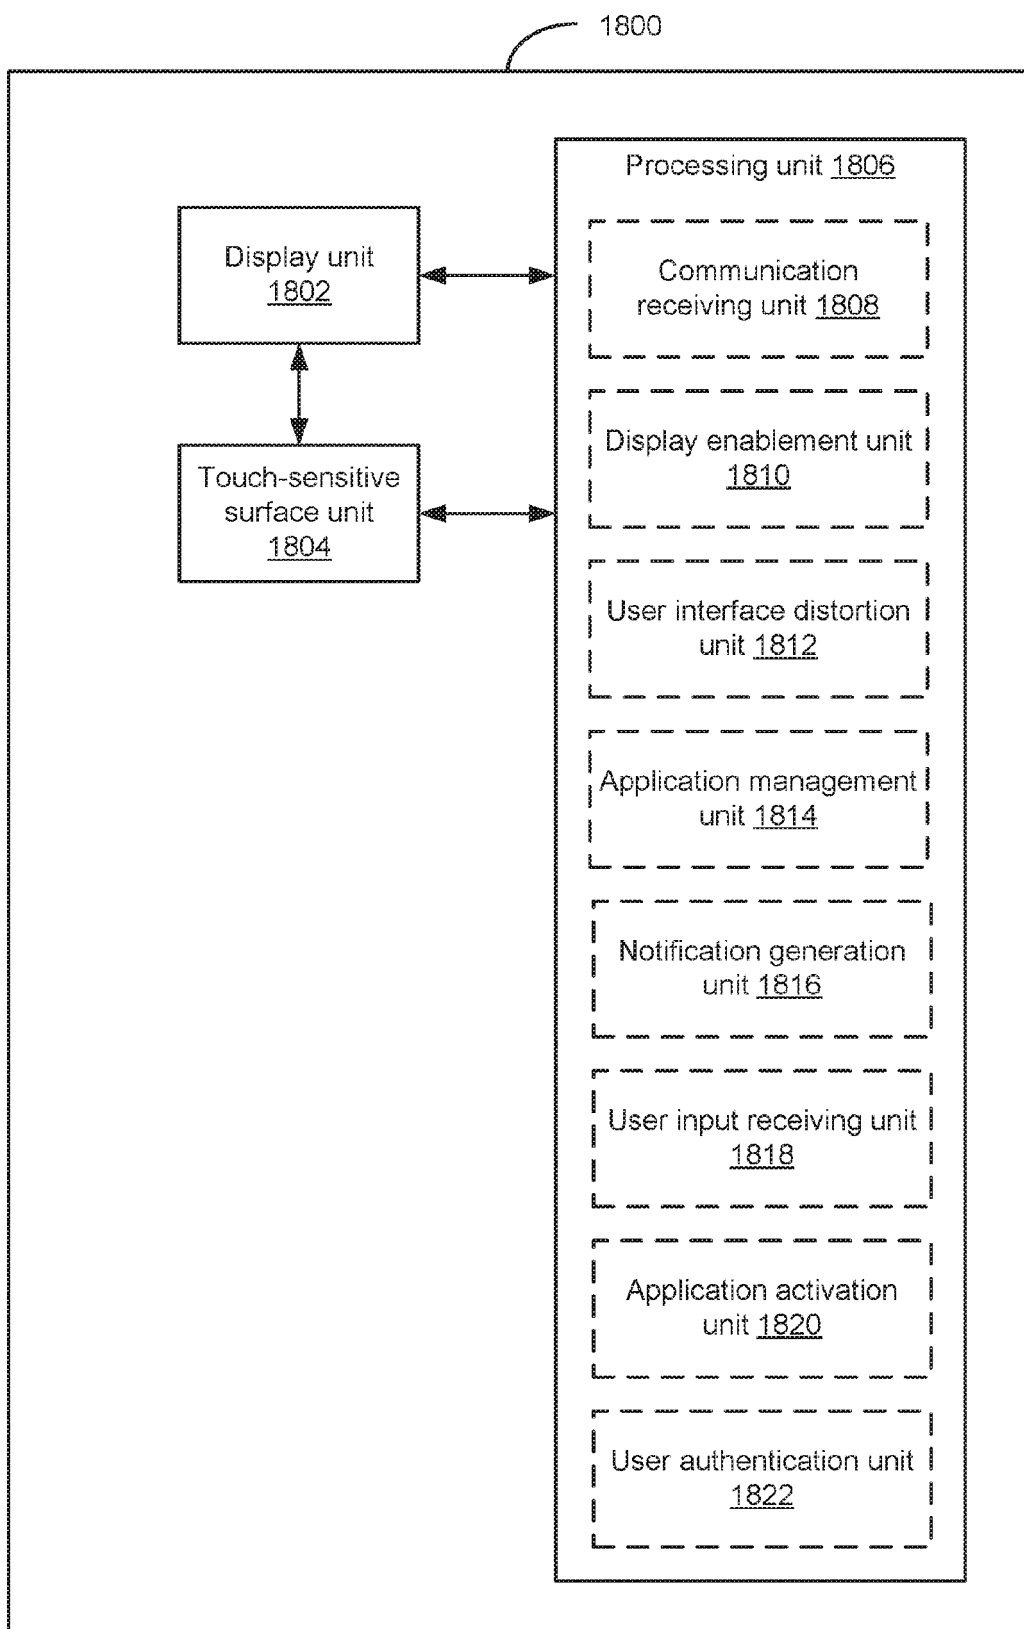 1800
Processing unit 1806
Display unit
1802
Touch-sensitive
surface unit
1804
Communication
receiving unit 1808
Display enablement unit
1810
User interface distortion
unit 1812
Application management
unit 1814
Notification generation
unit 1816
User input receiving unit
1818
Application activation
unit 1820
User authentication unit
1822